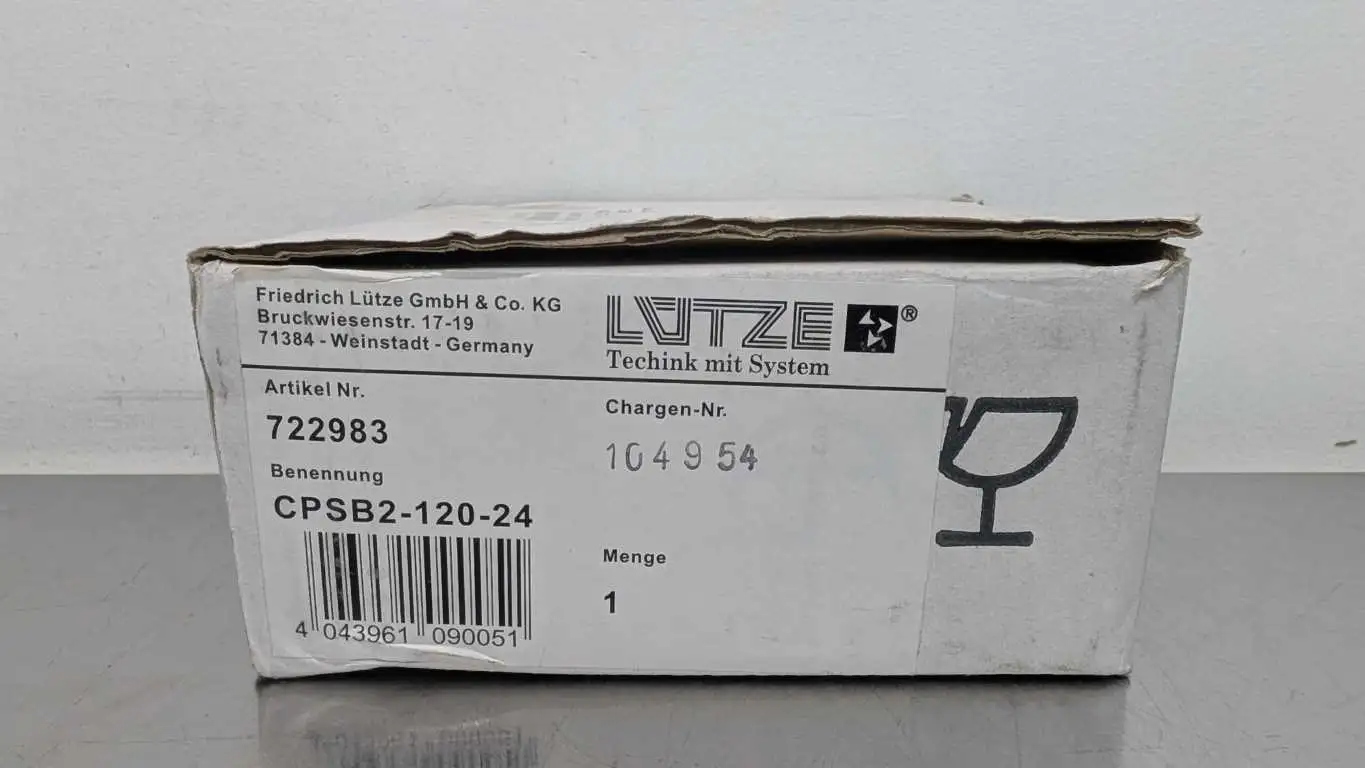 Friedrich Lütze GmbH & Co. KG
Bruckwiesenstr. 17-19
71384 - Weinstadt - Germany
LÜTZE ®
Techink mit System
Artikel Nr.
722983
Benennung
CPSB2-120-24
4 043961 090051
Chargen-Nr.
104954
Menge
1